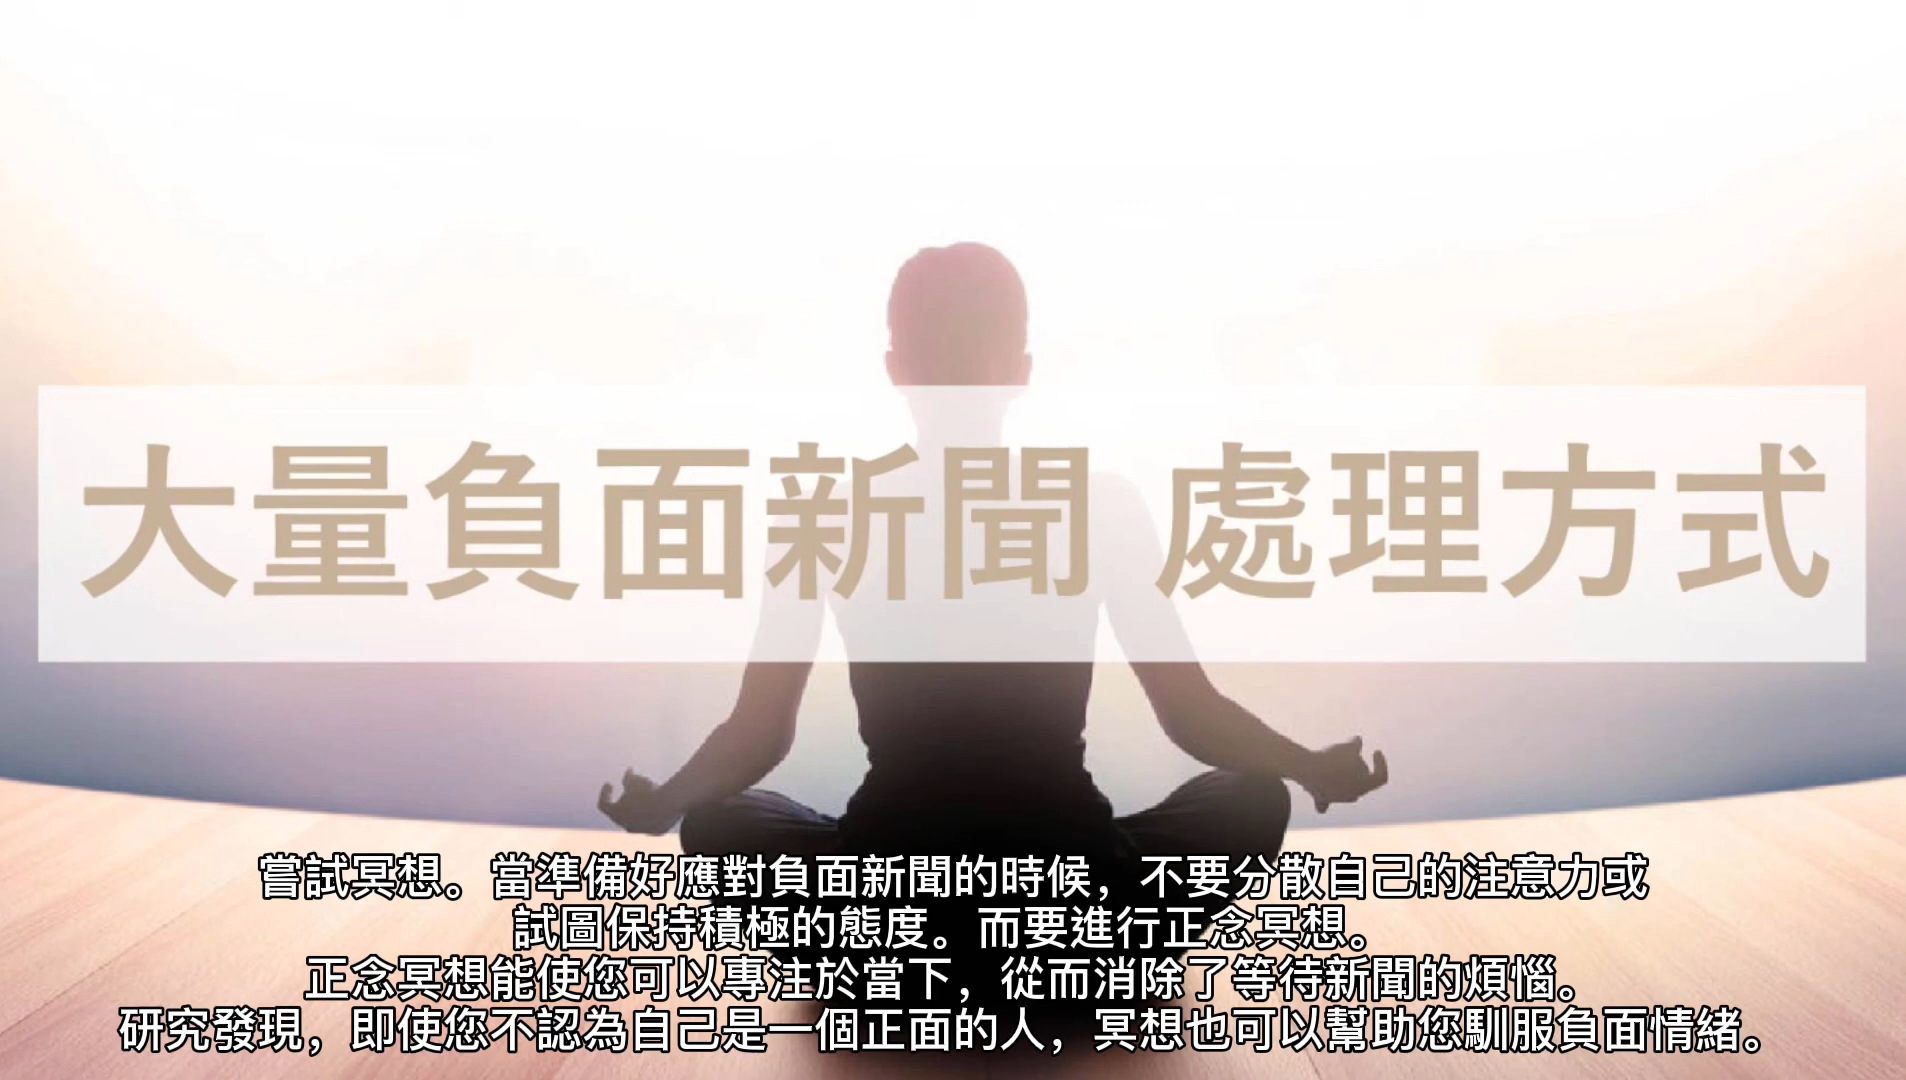 大量負面新聞 處理方式
嘗試冥想。當準備好應對負面新聞的時候，不要分散自己的注意力或
試圖保持積極的態度。而要進行正念冥想。
正念冥想能使您可以專注於當下，從而消除了等待新聞的煩惱。
研究發現，即使您不認為自己是一個正面的人，冥想也可以幫助您馴服負面情緒。